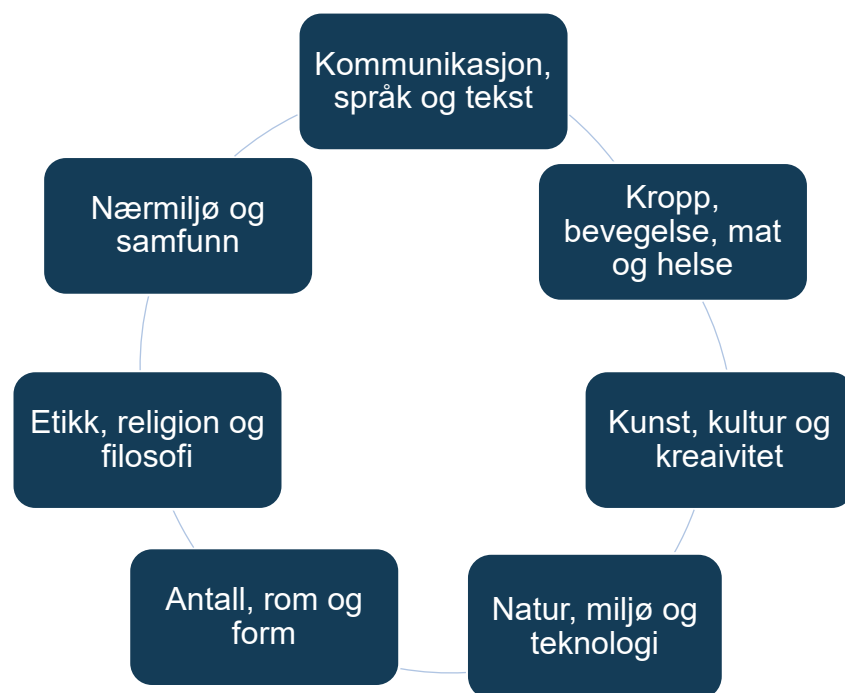 Kommunikasjon,
språk og tekst
Kropp,
bevegelse, mat
og helse
Kunst, kultur og
kreaivitet
Natur, miljø og
teknologi
Antall, rom og
form
Etikk, religion og
filosofi
Nærmiljø og
samfunn